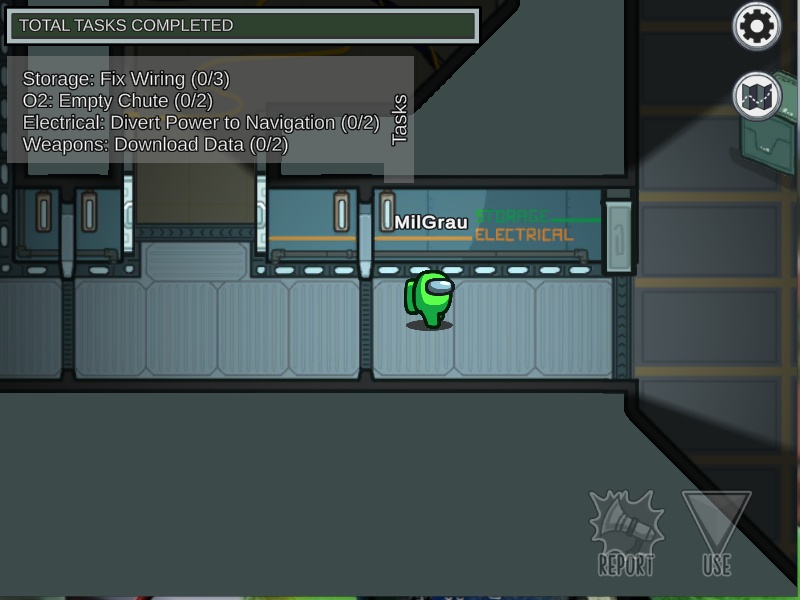 TOTAL TASKS COMPLETED
Storage: Fix Wiring (0/3)
O2: Empty Chute (0/2)
Electrical: Divert Power to Navigation (0/2)
Weapons: Download Data (0/2)
Tasks
MilGrau
STORAGE
ELECTRICAL
REPORT
USE